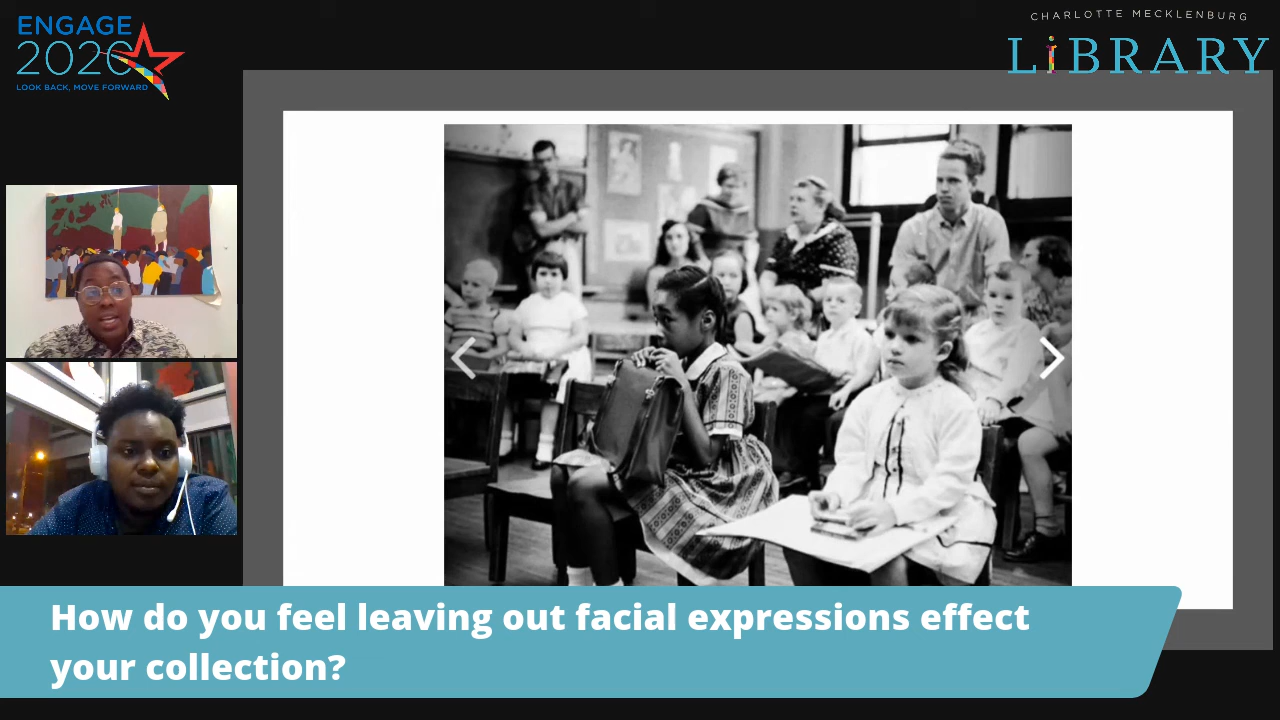 ENGAGE
2020
LOOK BACK, MOVE FORWARD
CHARLOTTE MECKLENBURG
LiBRARY
How do you feel leaving out facial expressions effect
your collection?